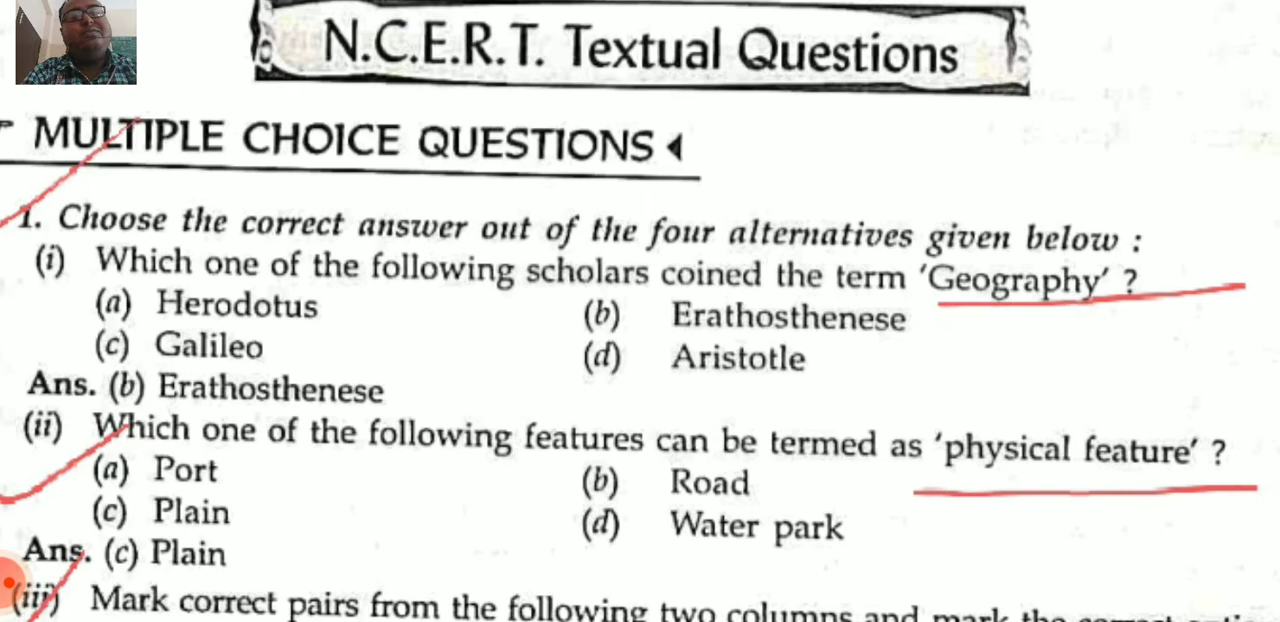 N.C.E.R.T. Textual Questions
MULTIPLE CHOICE QUESTIONS
1. Choose the correct answer out of the four alternatives given below :
(i) Which one of the following scholars coined the term 'Geography' ?
(a) Herodotus (b) Erathosthenese
(c) Galileo (d) Aristotle
Ans. (b) Erathosthenese
(ii) Which one of the following features can be termed as 'physical feature' ?
(a) Port (b) Road
(c) Plain (d) Water park
Ans. (c) Plain
(iii) Mark correct pairs from the following two columns and mark the correct